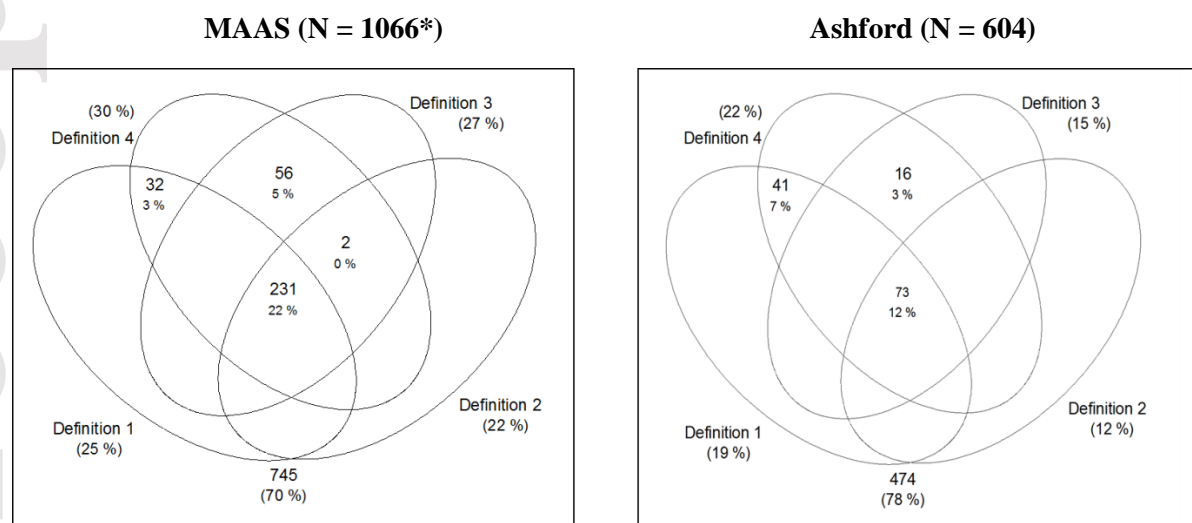 MAAS (N = 1066*)
(30 %)
Definition 4
Definition 3
(27 %)
32
3 %
56
5 %
2
0 %
231
22 %
Definition 1
(25 %)
Definition 2
(22 %)
745
(70 %)
Ashford (N = 604)
(22 %)
Definition 4
Definition 3
(15 %)
41
7 %
16
3 %
73
12 %
Definition 1
(19 %)
Definition 2
(12 %)
474
(78 %)